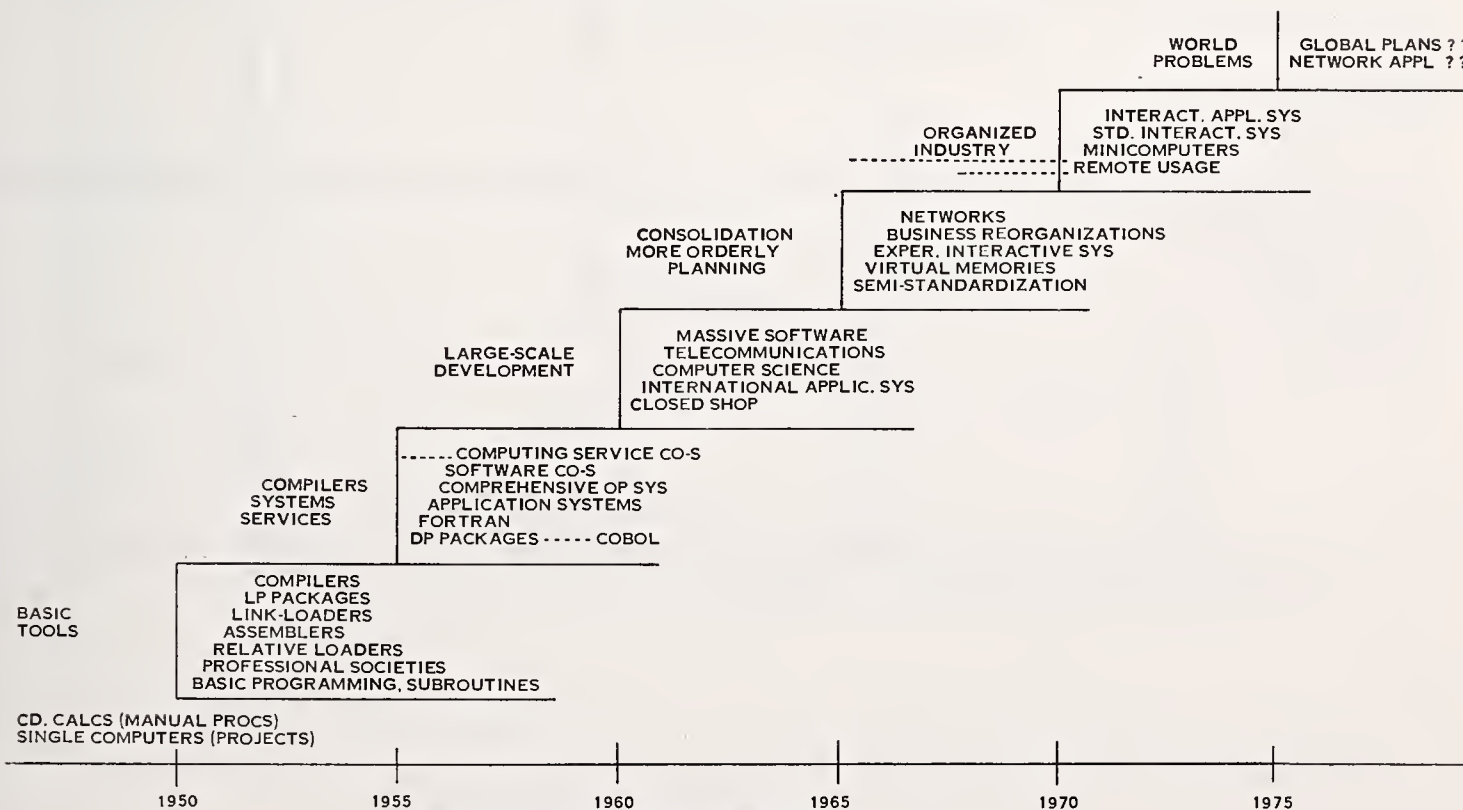 WORLD
PROBLEMS
GLOBAL PLANS ? ?
NETWORK APPL ? ?
ORGANIZED
INDUSTRY
INTERACT. APPL. SYS
STD. INTERACT. SYS
MINICOMPUTERS
REMOTE USAGE
CONSOLIDATION
MORE ORDERLY
PLANNING
NETWORKS
BUSINESS REORGANIZATIONS
EXPER. INTERACTIVE SYS
VIRTUAL MEMORIES
SEMI-STANDARDIZATION
LARGE-SCALE
DEVELOPMENT
MASSIVE SOFTWARE
TELECOMMUNICATIONS
COMPUTER SCIENCE
INTERNATIONAL APPLIC. SYS
CLOSED SHOP
COMPILERS
SYSTEMS
SERVICES
COMPUTING SERVICE CO-S
SOFTWARE CO-S
COMPREHENSIVE OP SYS
APPLICATION SYSTEMS
FORTRAN
DP PACKAGES ----- COBOL
BASIC
TOOLS
COMPILERS
LP PACKAGES
LINK-LOADERS
ASSEMBLERS
RELATIVE LOADERS
PROFESSIONAL SOCIETIES
BASIC PROGRAMMING, SUBROUTINES
CD. CALCS (MANUAL PROCS)
SINGLE COMPUTERS (PROJECTS)
1950 1955 1960 1965 1970 1975